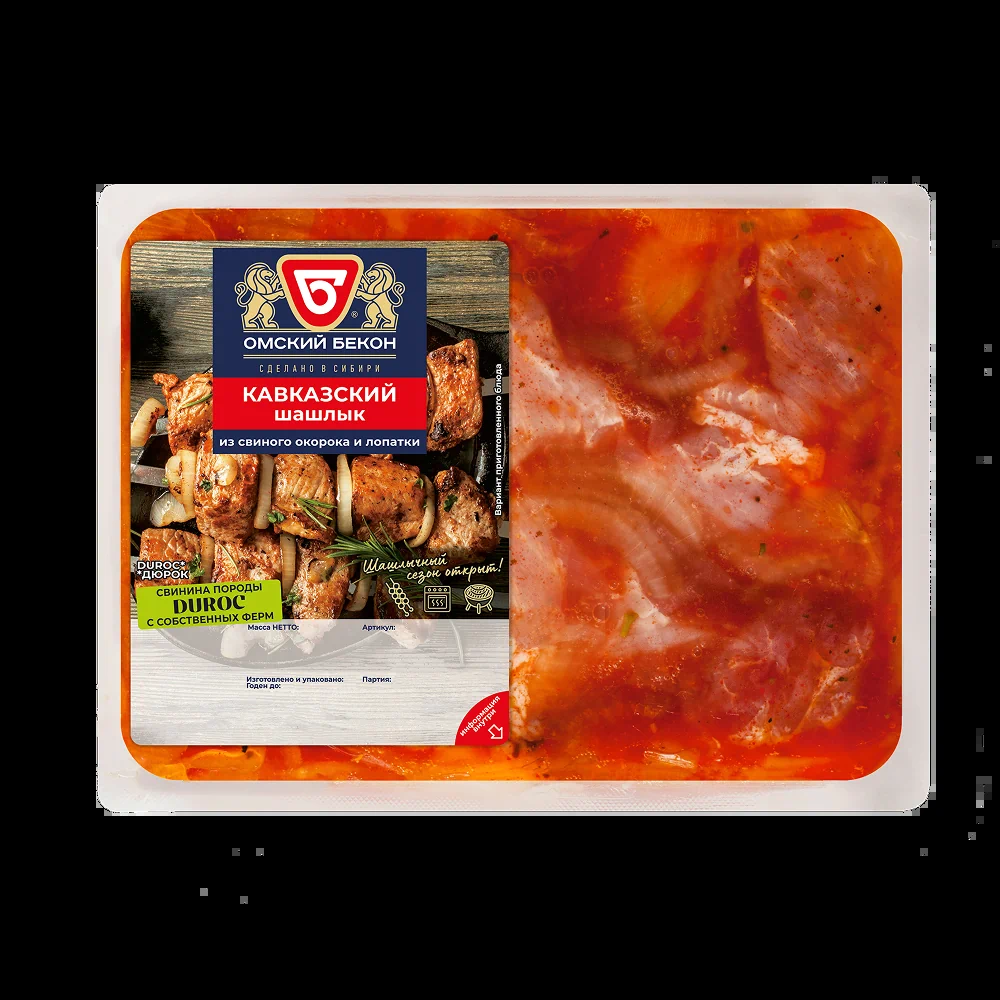 Б
®
ОМСКИЙ БЕКОН
СДЕЛАНО В СИБИРИ
КАВКАЗСКИЙ
шашлык
из свиного окорока и лопатки
Вариант приготовленного блюда
DUROC*
*ДЮРОК
Шашлычный
сезон открыт!
СВИНИНА ПОРОДЫ
DUROC
С СОБСТВЕННЫХ ФЕРМ
Масса НЕТТО: Артикул:
Изготовлено и упаковано: Партия:
Годен до:
информация
внутри